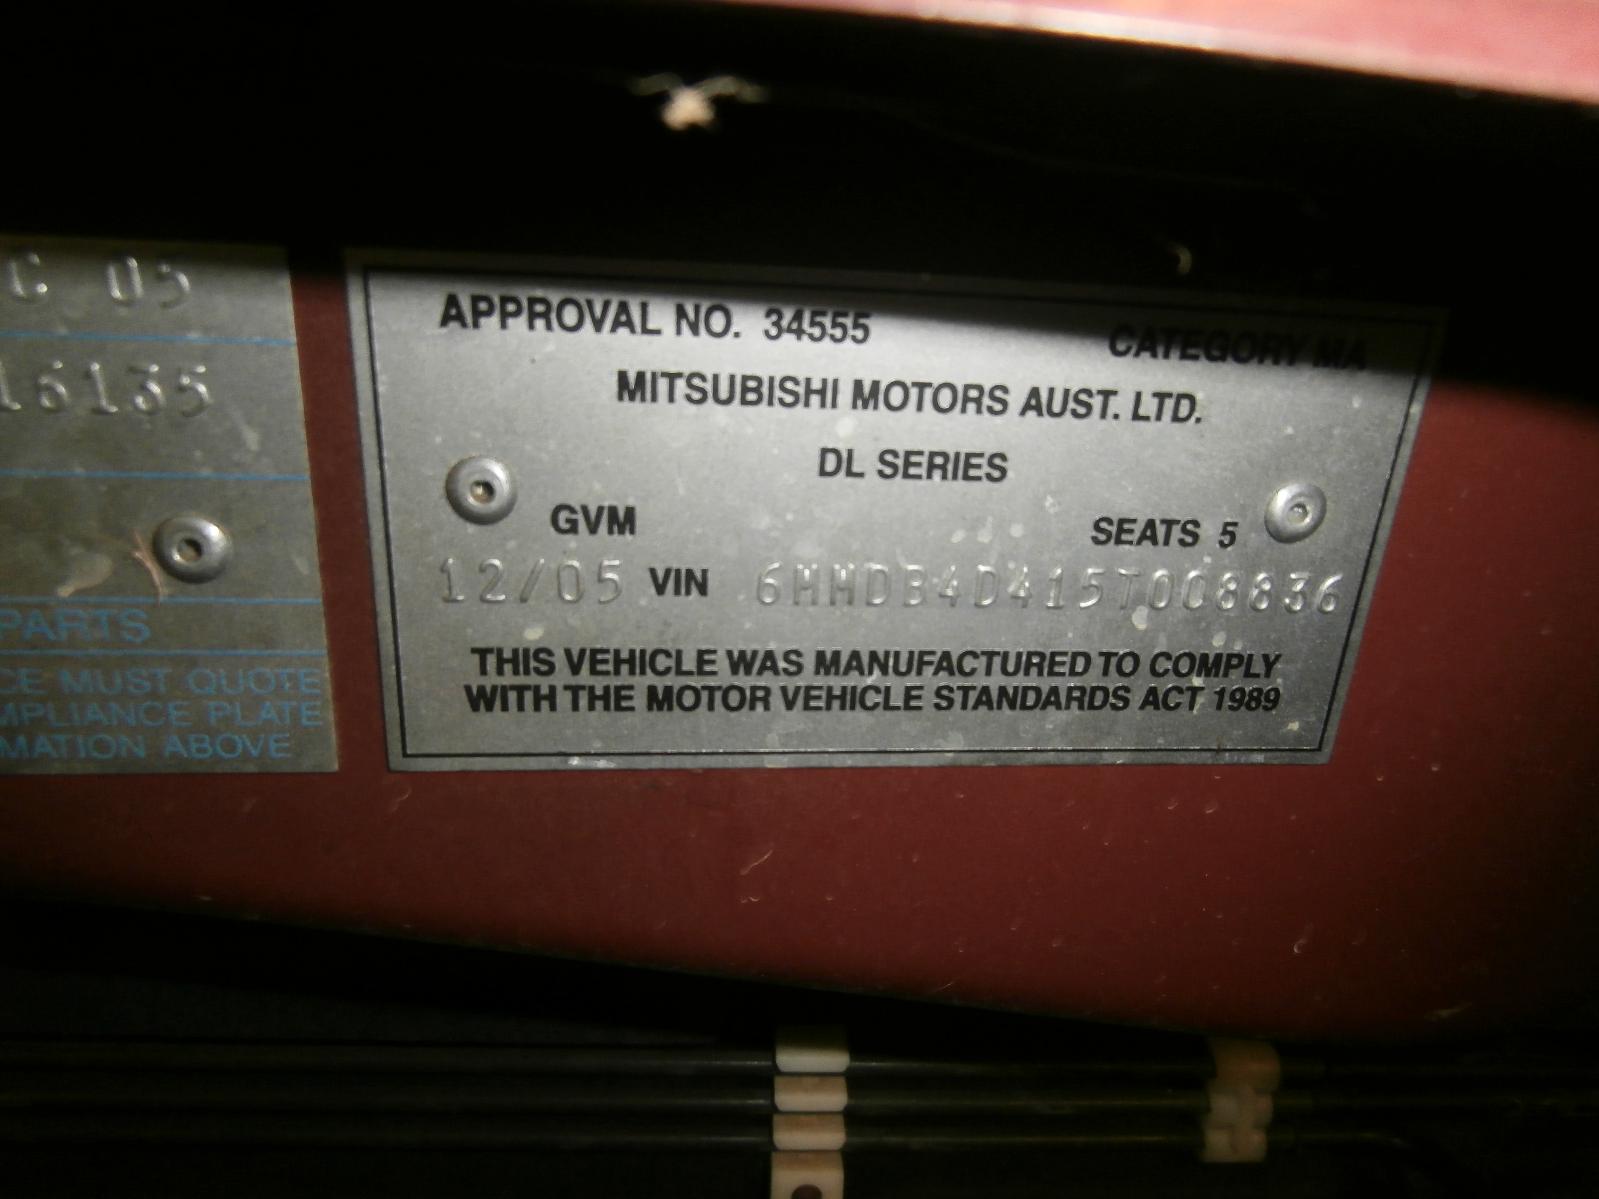 C 05
16135
PARTS
CE MUST QUOTE
MPLIANCE PLATE
MATION ABOVE
APPROVAL NO. 34555 CATEGORY MA
MITSUBISHI MOTORS AUST. LTD.
DL SERIES
GVM SEATS 5
12/05 VIN 6MMDB4D415T008836
THIS VEHICLE WAS MANUFACTURED TO COMPLY
WITH THE MOTOR VEHICLE STANDARDS ACT 1989